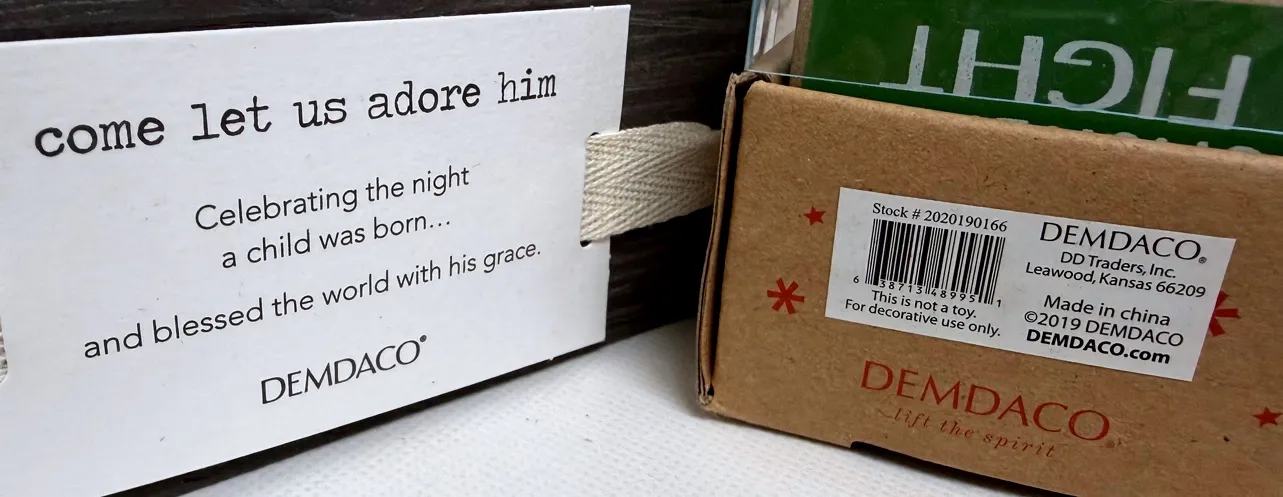 come let us adore him
Celebrating the night
a child was born...
and blessed the world with his grace.
DEMDACO®
FIGHT
Stock # 2020190166
6 38713 48995 1
This is not a toy.
For decorative use only.
DEMDACO®
DD Traders, Inc.
Leawood, Kansas 66209
Made in china
©2019 DEMDACO
DEMDACO.com
DEMDACO®
lift the spirit